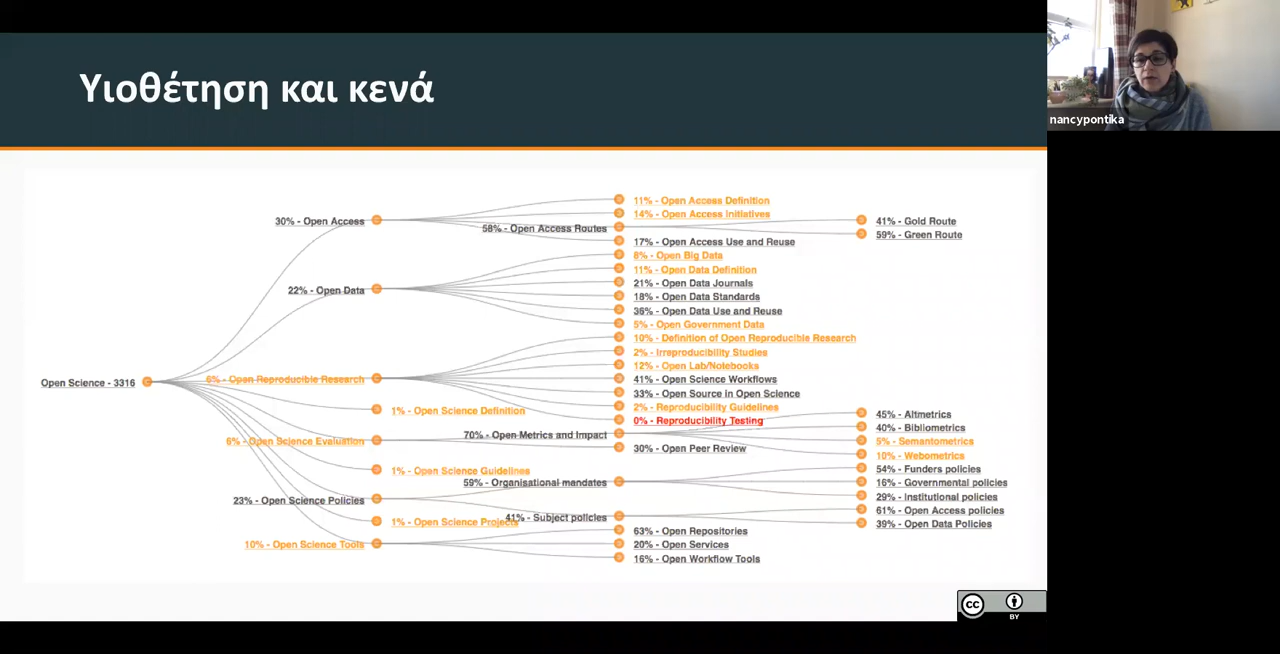 Υιοθέτηση και κενά
nancypontika
Open Science - 3316
30% - Open Access
22% - Open Data
6% - Open Reproducible Research
1% - Open Science Definition
6% - Open Science Evaluation
1% - Open Science Guidelines
23% - Open Science Policies
1% - Open Science Projects
10% - Open Science Tools
11% - Open Access Definition
14% - Open Access Initiatives
58% - Open Access Routes
17% - Open Access Use and Reuse
8% - Open Big Data
11% - Open Data Definition
21% - Open Data Journals
18% - Open Data Standards
36% - Open Data Use and Reuse
5% - Open Government Data
10% - Definition of Open Reproducible Research
2% - Irreproducibility Studies
12% - Open Lab/Notebooks
41% - Open Science Workflows
33% - Open Source in Open Science
2% - Reproducibility Guidelines
0% - Reproducibility Testing
70% - Open Metrics and Impact
30% - Open Peer Review
59% - Organisational mandates
41% - Subject policies
63% - Open Repositories
20% - Open Services
16% - Open Workflow Tools
41% - Gold Route
59% - Green Route
45% - Altmetrics
40% - Bibliometrics
5% - Semantometrics
10% - Webometrics
54% - Funders policies
16% - Governmental policies
29% - Institutional policies
61% - Open Access policies
39% - Open Data Policies
cc
BY